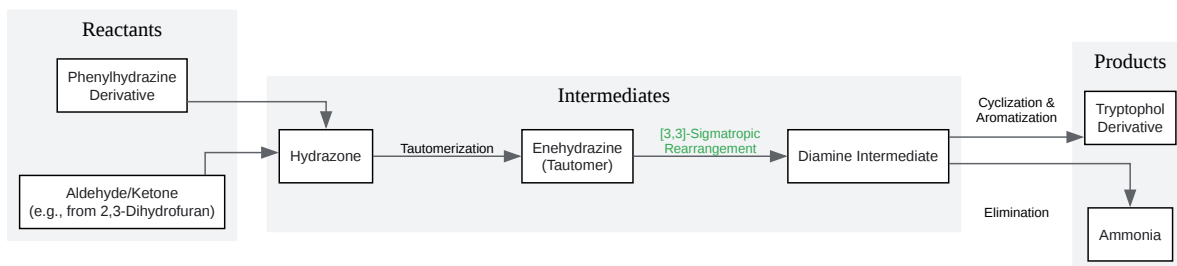 Reactants
Phenylhydrazine
Derivative
Aldehyde/Ketone
(e.g., from 2,3-Dihydrofuran)
Intermediates
Hydrazone
Tautomerization
Enehydrazine
(Tautomer)
[3,3]-Sigmatropic
Rearrangement
Diamine Intermediate
Cyclization &
Aromatization
Elimination
Products
Tryptophol
Derivative
Ammonia